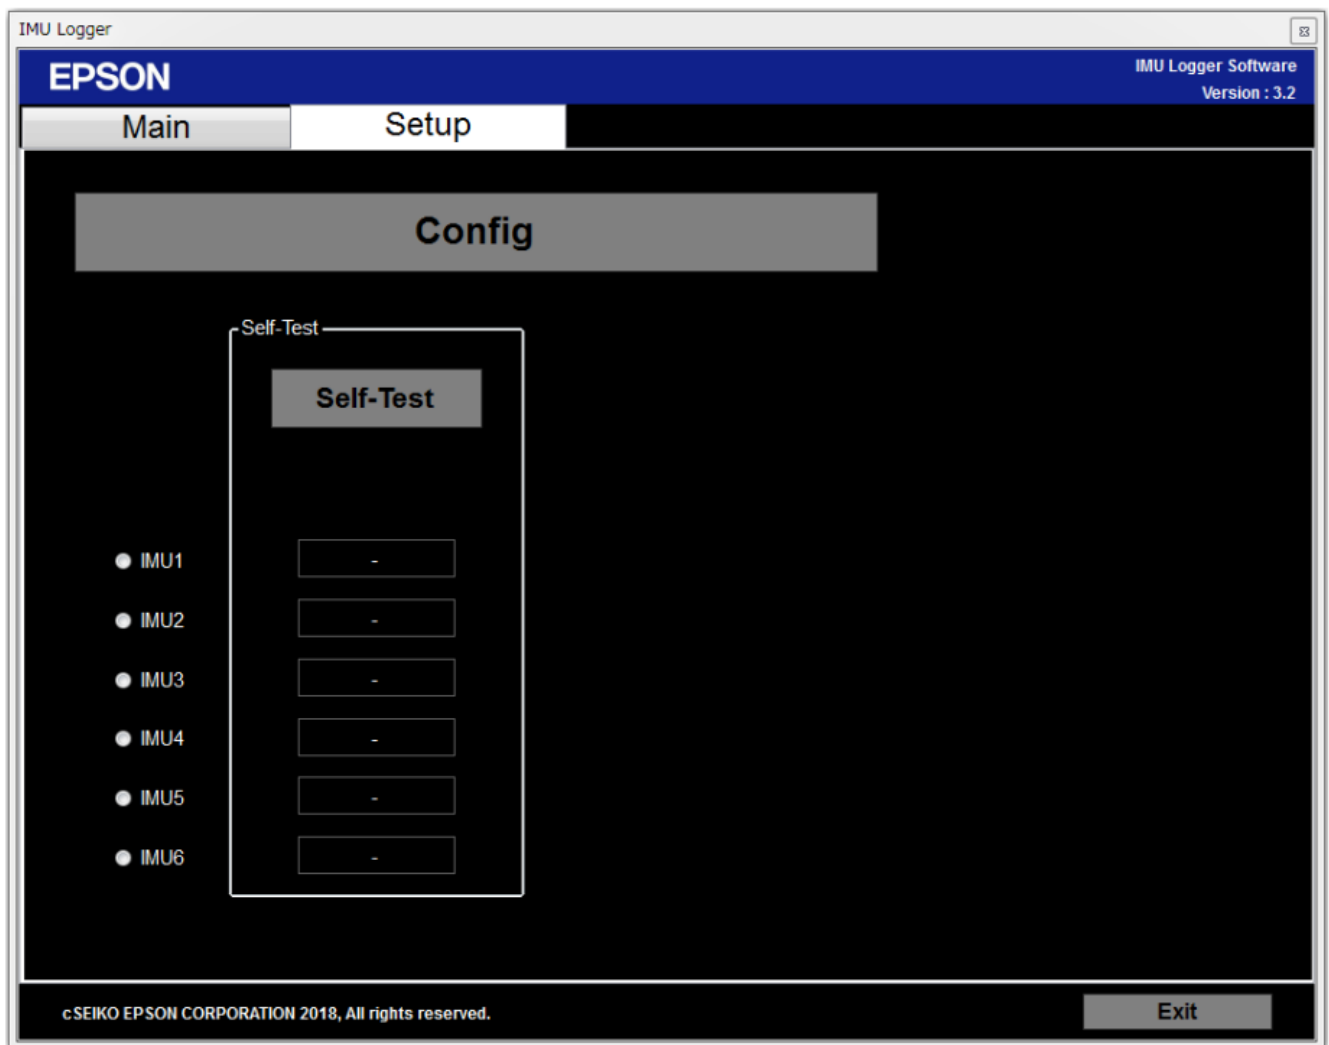 IMU Logger
EPSON
IMU Logger Software
Version : 3.2
Main
Setup
Config
Self-Test
Self-Test
IMU1 -
IMU2 -
IMU3 -
IMU4 -
IMU5 -
IMU6 -
cSEIKO EPSON CORPORATION 2018, All rights reserved.
Exit